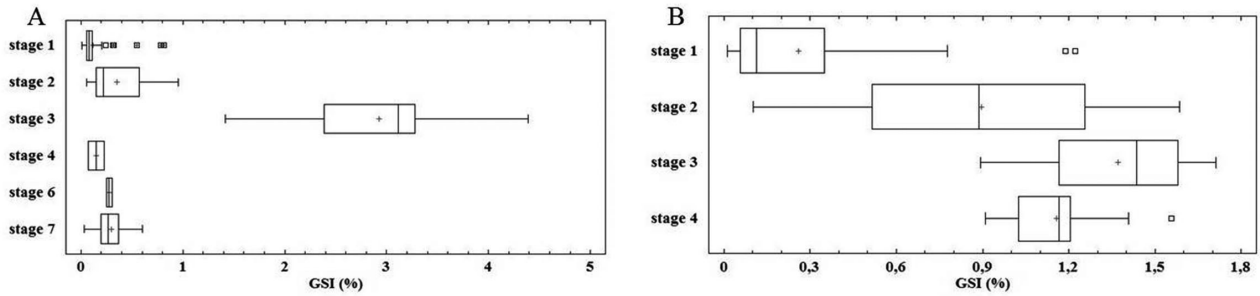 A
stage 1
stage 2
stage 3
stage 4
stage 6
stage 7
0 1 2 3 4 5
GSI (%)
B
stage 1
stage 2
stage 3
stage 4
0 0,3 0,6 0,9 1,2 1,5 1,8
GSI (%)